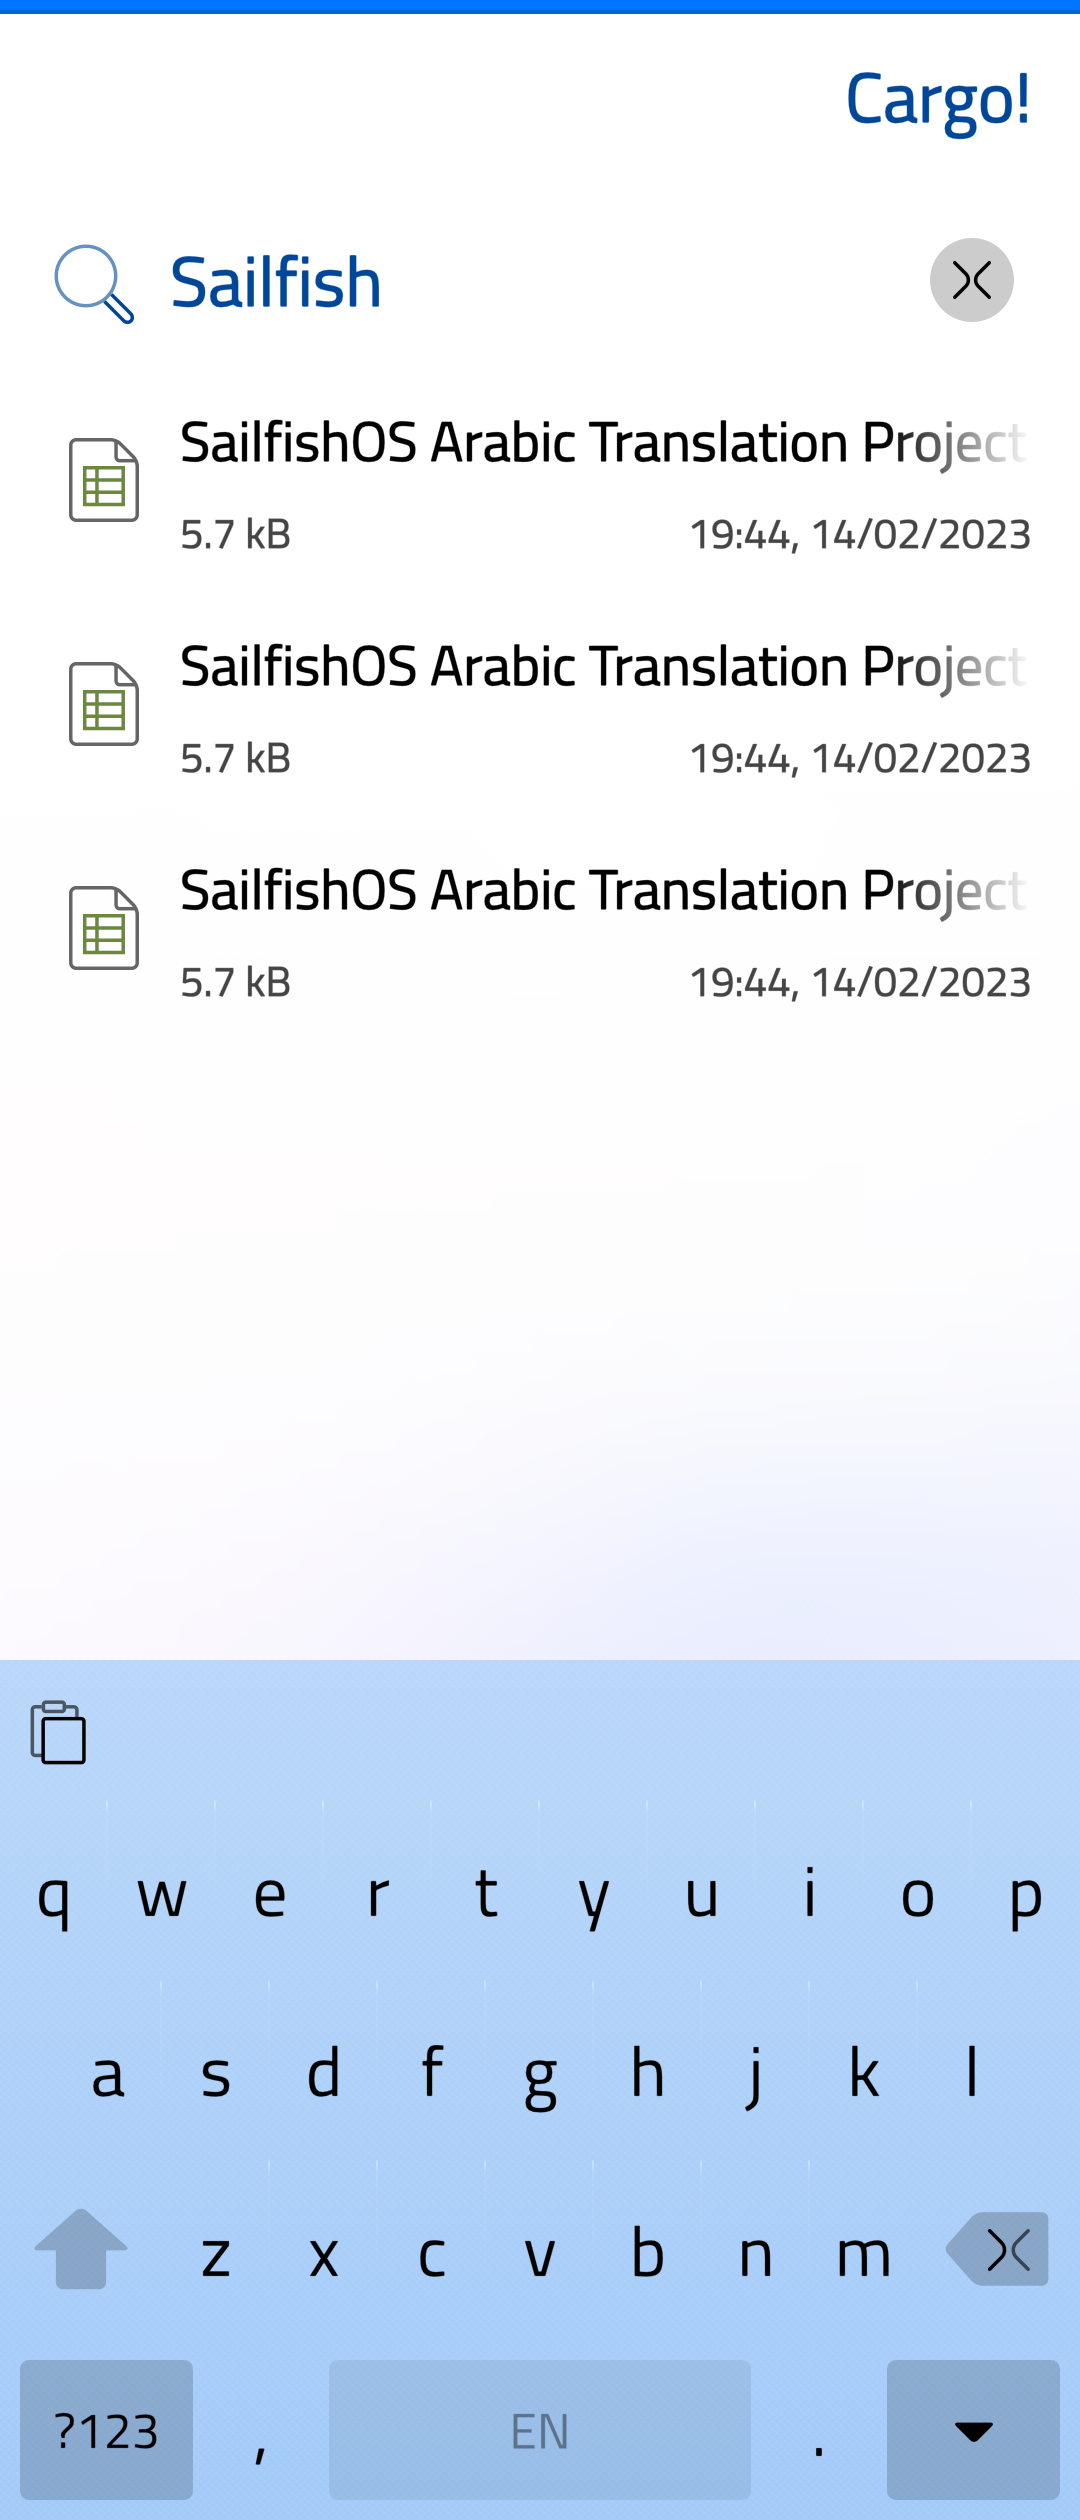 Cargo!
Sailfish
SailfishOS Arabic Translation Project
5.7 kB 19:44, 14/02/2023
SailfishOS Arabic Translation Project
5.7 kB 19:44, 14/02/2023
SailfishOS Arabic Translation Project
5.7 kB 19:44, 14/02/2023
q w e r t y u i o p
a s d f g h j k l
z x c v b n m
?123 , EN .